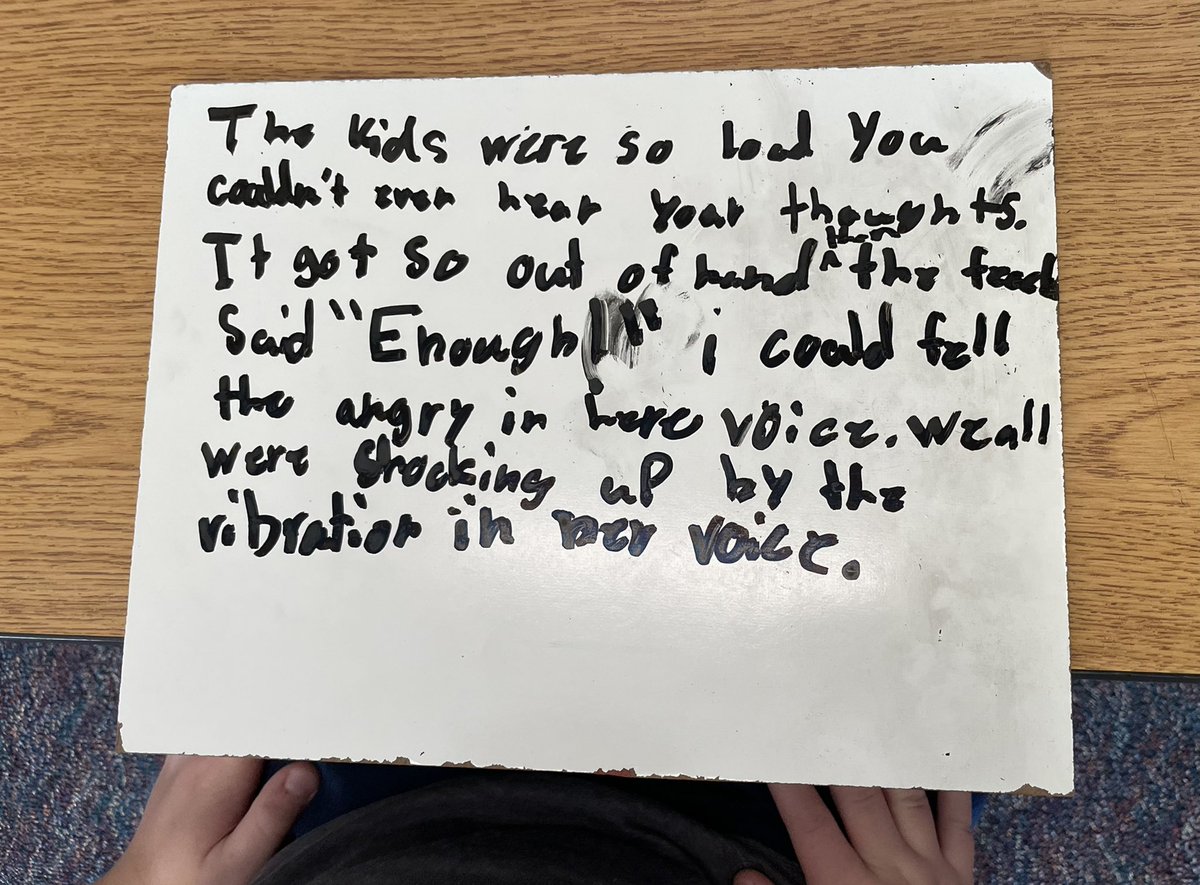 The kids were so load you
couldn't even hear your thoughts.
It got so out of hand then the teach
Said "Enough!" i could fell
the angry in here voice. We all
were shocking up by the
vibration in her voice.